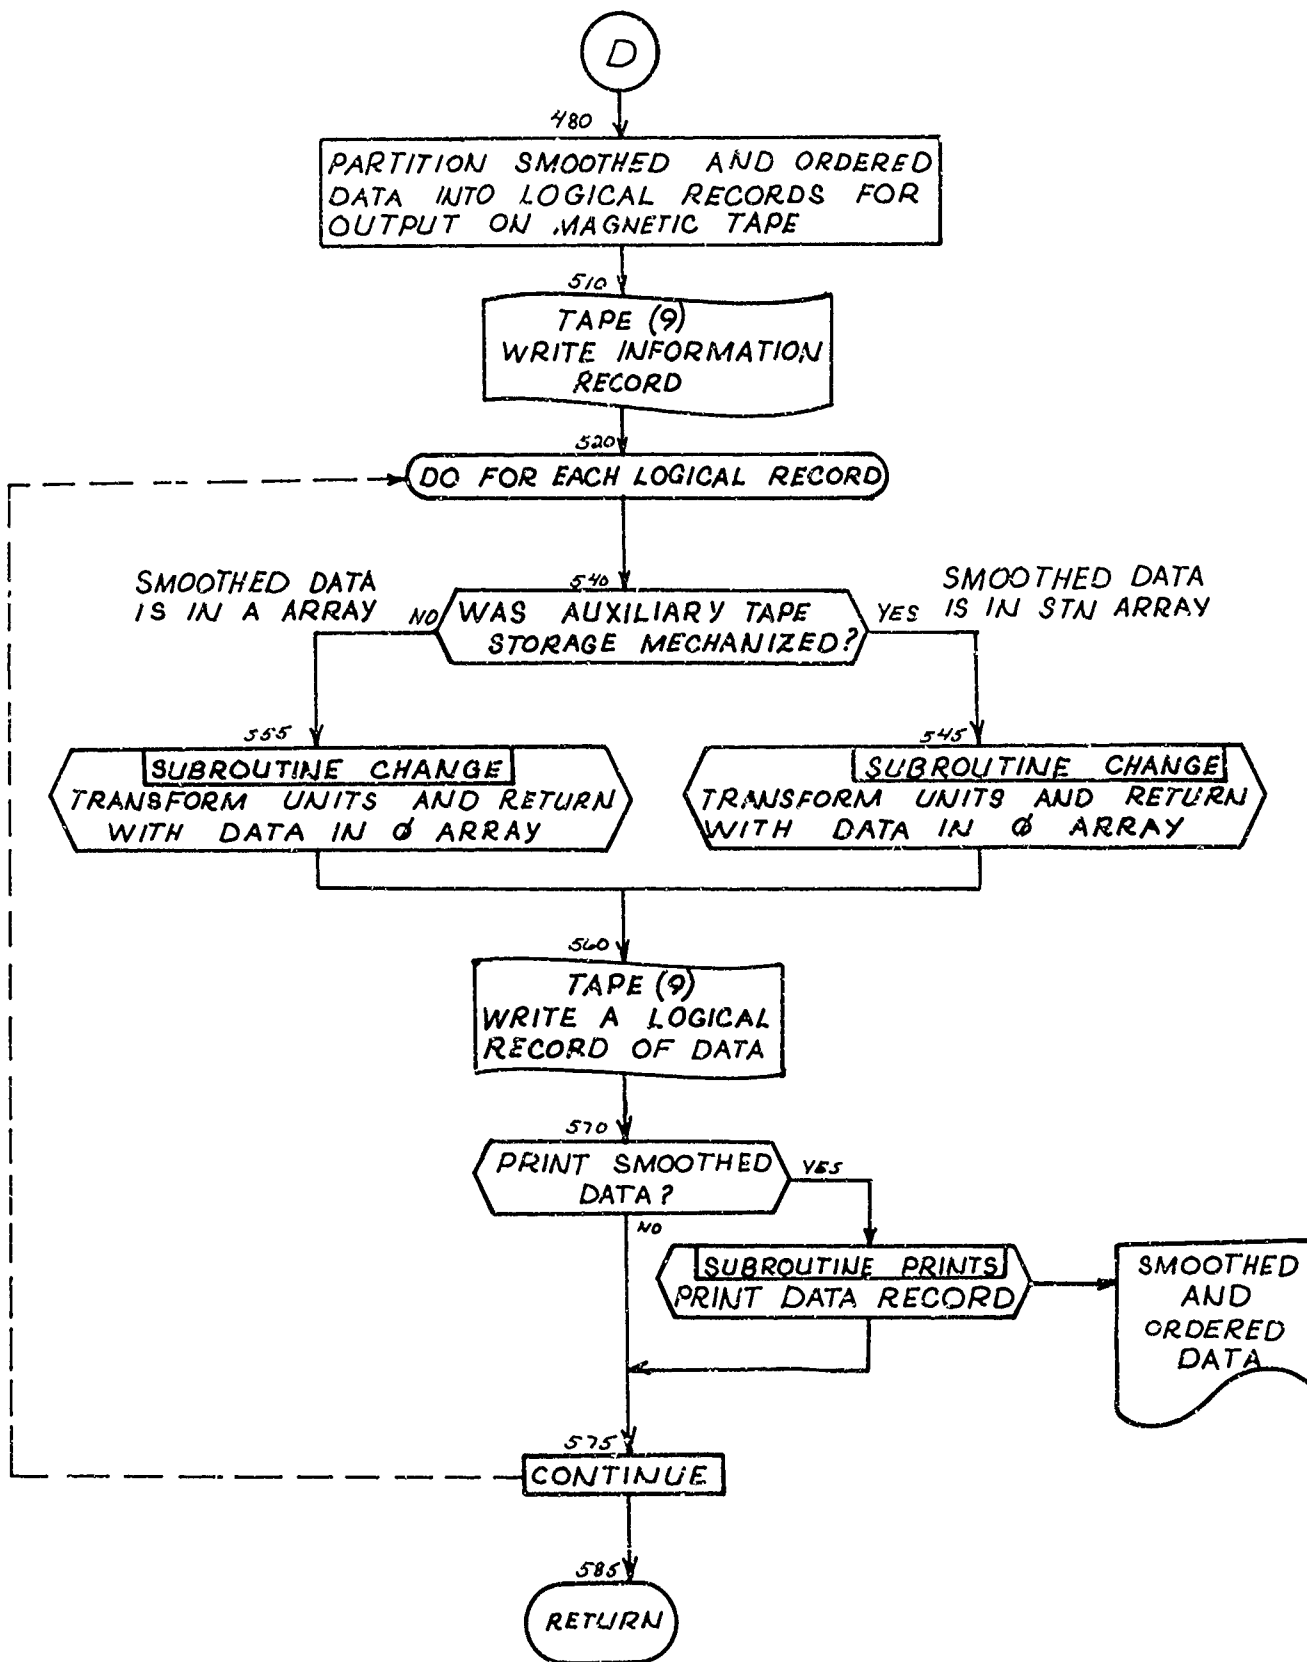 D
480
PARTITION SMOOTHED AND ORDERED
DATA INTO LOGICAL RECORDS FOR
OUTPUT ON MAGNETIC TAPE
510
TAPE (9)
WRITE INFORMATION
RECORD
520
DO FOR EACH LOGICAL RECORD
SMOOTHED DATA
IS IN A ARRAY
NO
540
WAS AUXILIARY TAPE
STORAGE MECHANIZED?
YES
SMOOTHED DATA
IS IN STN ARRAY
555
SUBROUTINE CHANGE
TRANSFORM UNITS AND RETURN
WITH DATA IN Ø ARRAY
545
SUBROUTINE CHANGE
TRANSFORM UNITS AND RETURN
WITH DATA IN Ø ARRAY
560
TAPE (9)
WRITE A LOGICAL
RECORD OF DATA
570
PRINT SMOOTHED
DATA?
YES
NO
SUBROUTINE PRINTS
PRINT DATA RECORD
SMOOTHED
AND
ORDERED
DATA
575
CONTINUE
585
RETURN